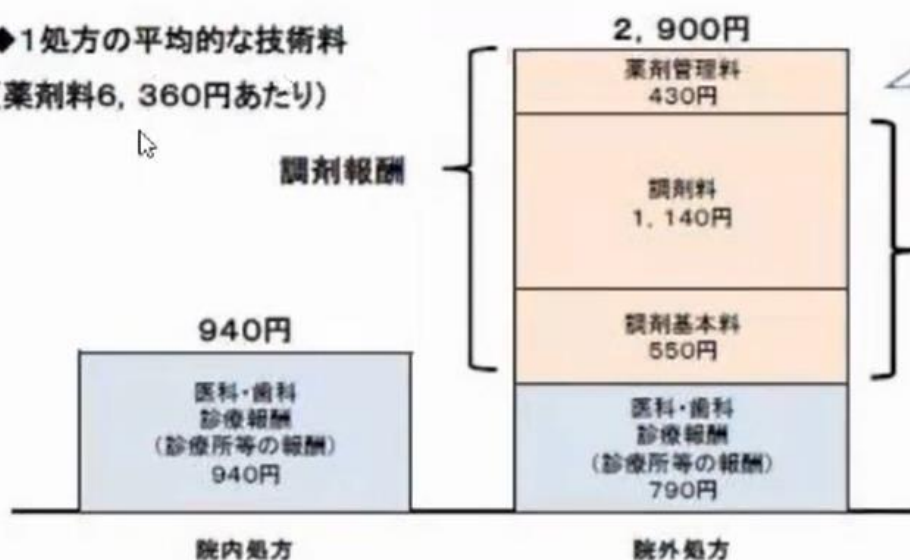 ◆1処方の平均的な技術料
(薬剤料6, 360円あたり)
2, 900円
薬剤管理料
430円
調剤報酬
調剤料
1, 140円
940円
調剤基本料
550円
医科・歯科
診療報酬
(診療所等の報酬)
940円
医科・歯科
診療報酬
(診療所等の報酬)
790円
院内処方
院外処方